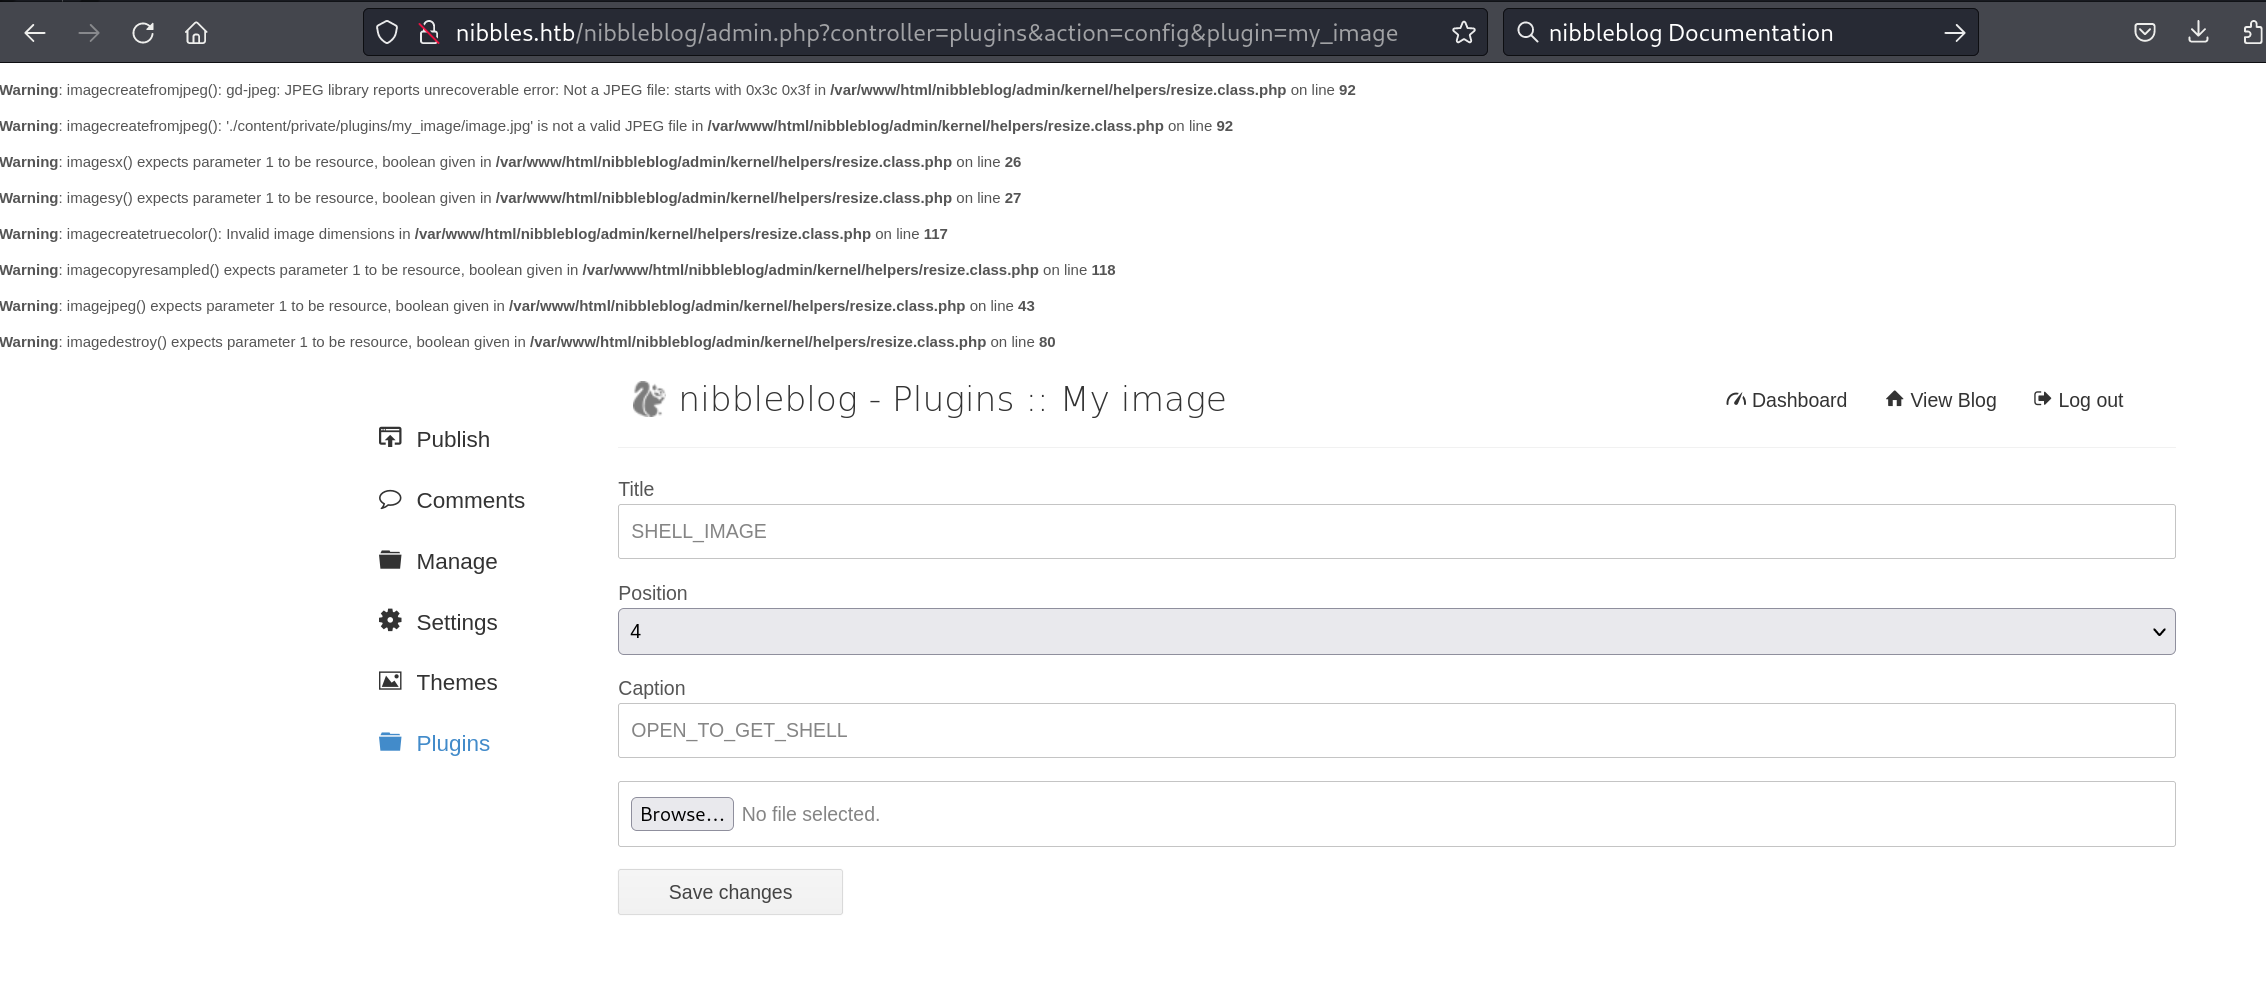 nibbles.htb/nibbleblog/admin.php?controller=plugins&action=config&plugin=my_image
nibbleblog Documentation
Warning: imagecreatefromjpeg(): gd-jpeg: JPEG library reports unrecoverable error: Not a JPEG file: starts with 0x3c 0x3f in /var/www/html/nibbleblog/admin/kernel/helpers/resize.class.php on line 92
Warning: imagecreatefromjpeg(): './content/private/plugins/my_image/image.jpg' is not a valid JPEG file in /var/www/html/nibbleblog/admin/kernel/helpers/resize.class.php on line 92
Warning: imagesx() expects parameter 1 to be resource, boolean given in /var/www/html/nibbleblog/admin/kernel/helpers/resize.class.php on line 26
Warning: imagesy() expects parameter 1 to be resource, boolean given in /var/www/html/nibbleblog/admin/kernel/helpers/resize.class.php on line 27
Warning: imagecreatetruecolor(): Invalid image dimensions in /var/www/html/nibbleblog/admin/kernel/helpers/resize.class.php on line 117
Warning: imagecopyresampled() expects parameter 1 to be resource, boolean given in /var/www/html/nibbleblog/admin/kernel/helpers/resize.class.php on line 118
Warning: imagejpeg() expects parameter 1 to be resource, boolean given in /var/www/html/nibbleblog/admin/kernel/helpers/resize.class.php on line 43
Warning: imagedestroy() expects parameter 1 to be resource, boolean given in /var/www/html/nibbleblog/admin/kernel/helpers/resize.class.php on line 80
nibbleblog - Plugins :: My image
Dashboard
View Blog
Log out
Publish
Comments
Manage
Settings
Themes
Plugins
Title
SHELL_IMAGE
Position
4
Caption
OPEN_TO_GET_SHELL
Browse... No file selected.
Save changes